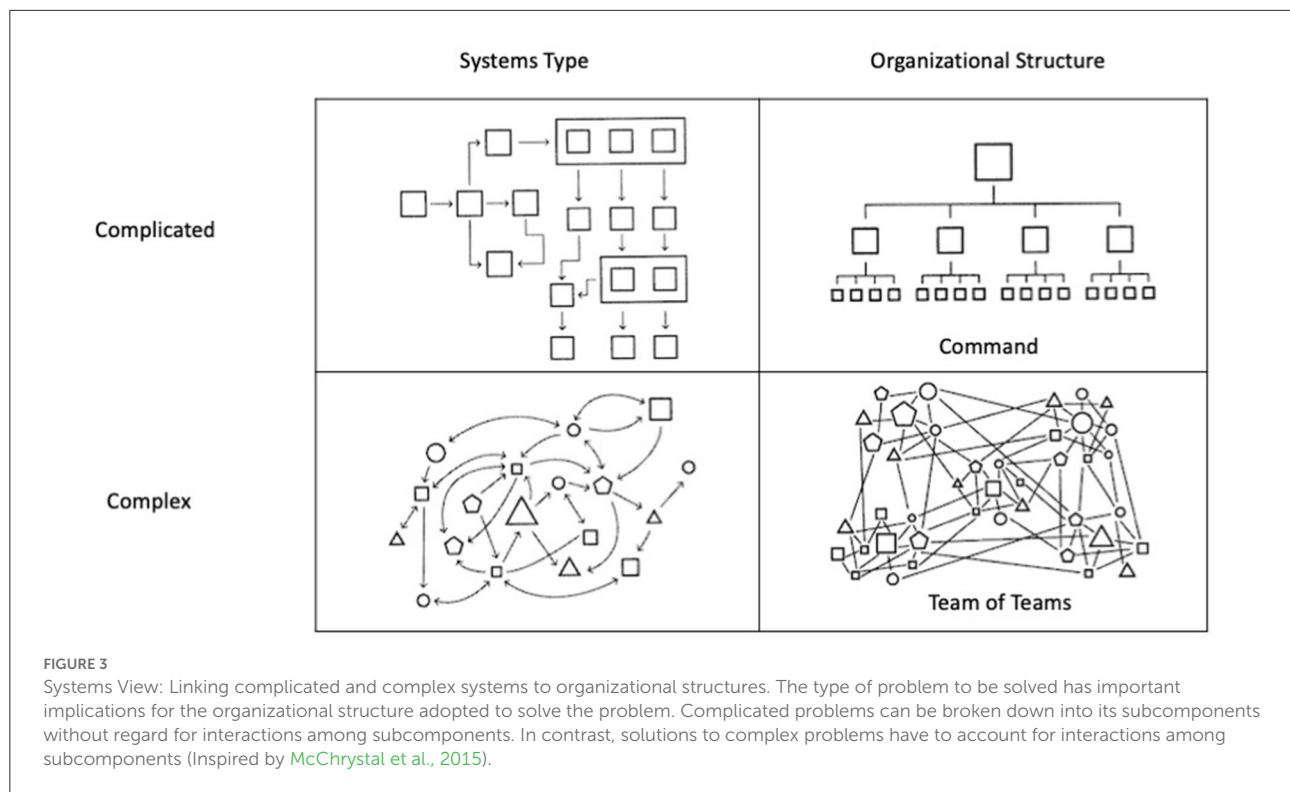 Systems Type
Organizational Structure
Complicated
Command
Complex
Team of Teams
FIGURE 3
Systems View: Linking complicated and complex systems to organizational structures. The type of problem to be solved has important
implications for the organizational structure adopted to solve the problem. Complicated problems can be broken down into its subcomponents
without regard for interactions among subcomponents. In contrast, solutions to complex problems have to account for interactions among
subcomponents (Inspired by McChrystal et al., 2015).